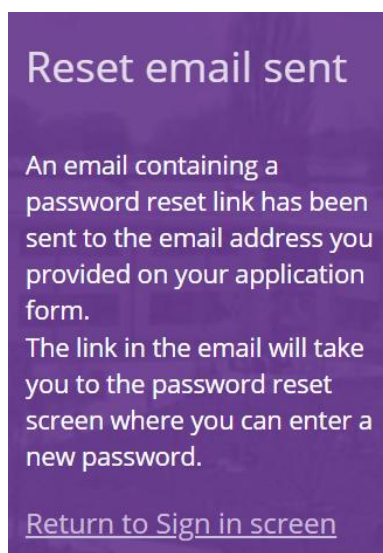 Reset email sent
An email containing a
password reset link has been
sent to the email address you
provided on your application
form.
The link in the email will take
you to the password reset
screen where you can enter a
new password.
Return to Sign in screen